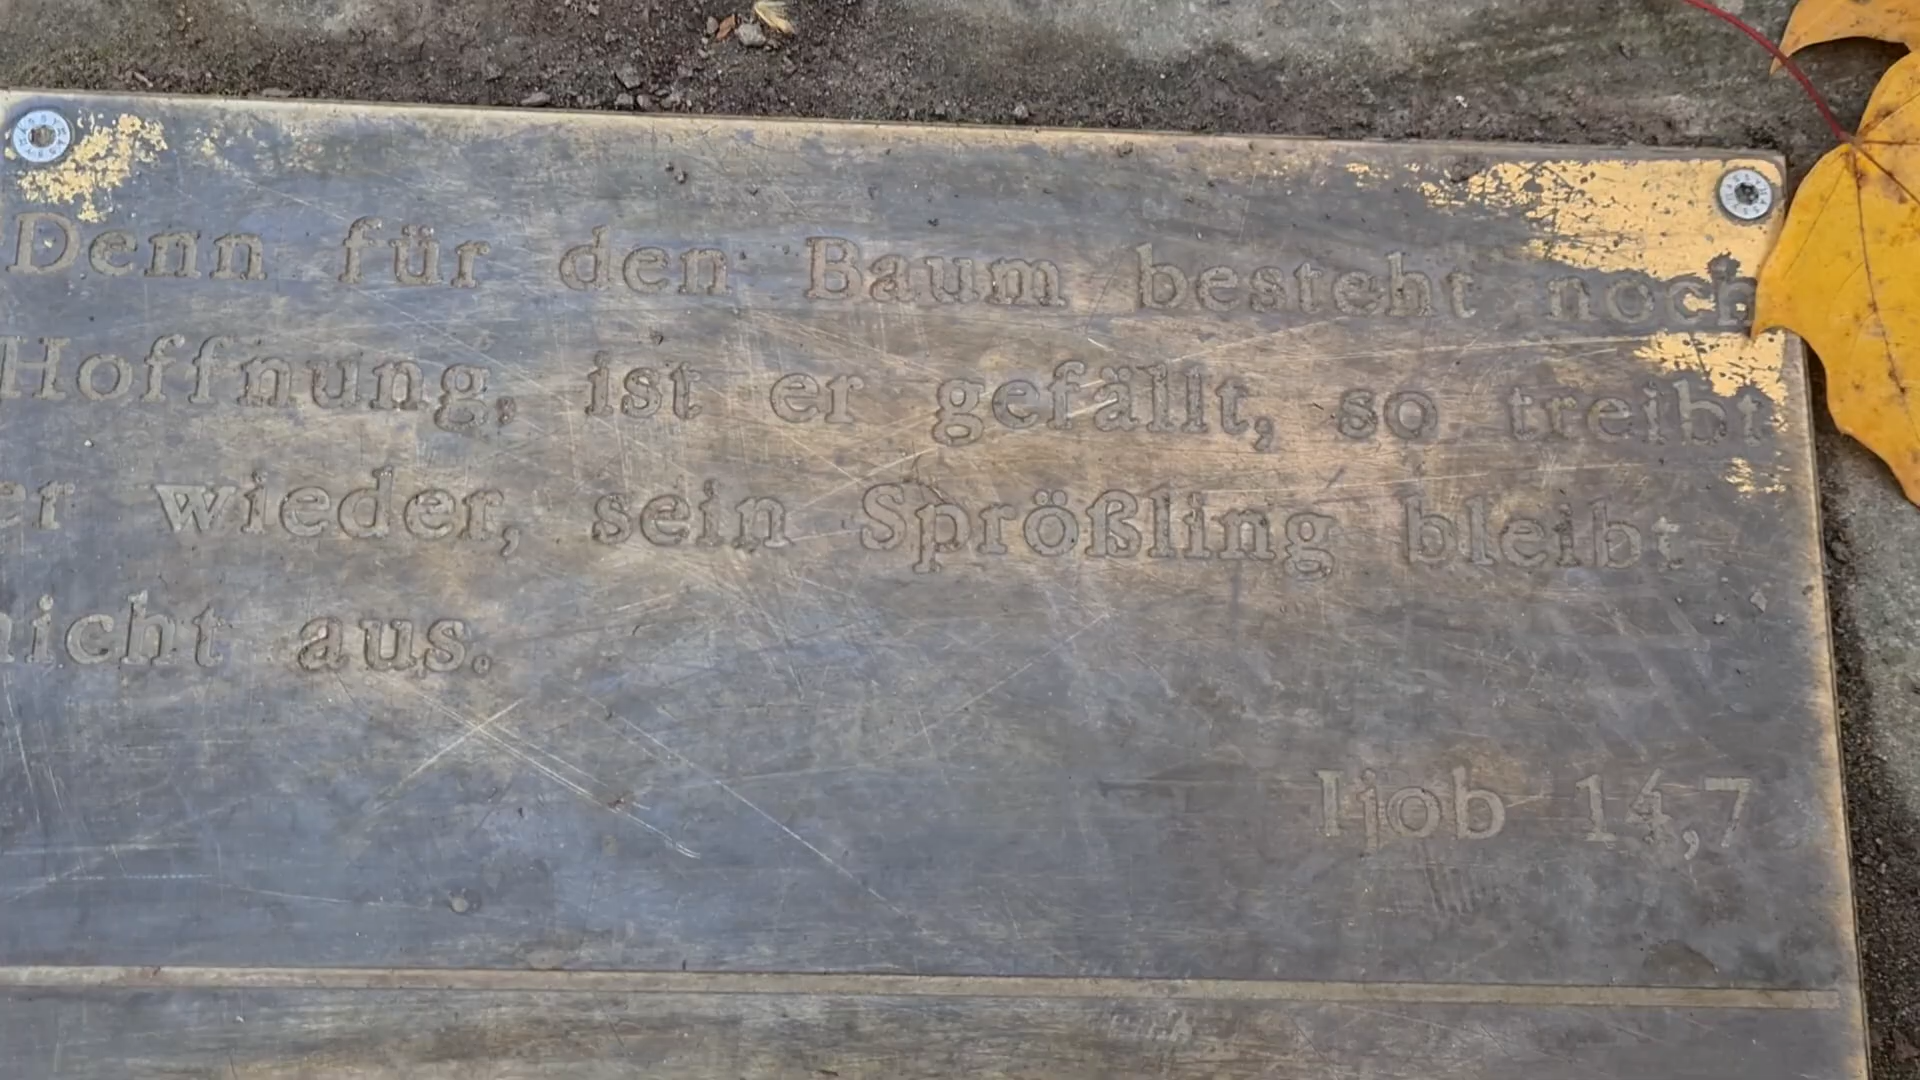 Denn für den Baum besteht noch
Hoffnung, ist er gefällt, so treibt
er wieder, sein Sprößling bleibt
nicht aus.
Ijob 14,7